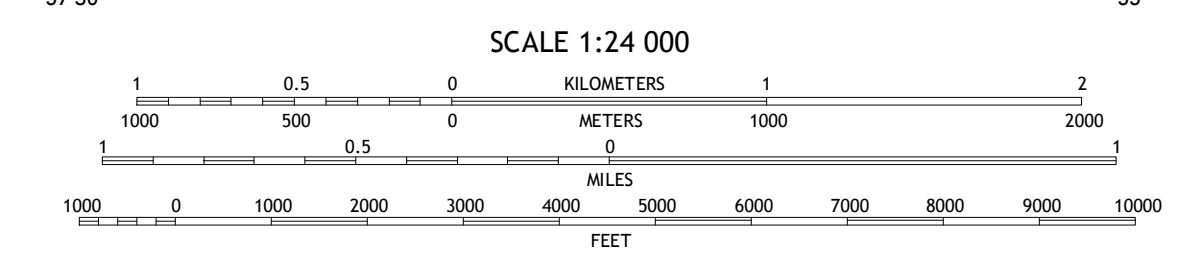 SCALE 1:24 000
1 0.5 0 KILOMETERS 1 2
1000 500 0 METERS 1000 2000
1 0.5 0 1
MILES
1000 0 1000 2000 3000 4000 5000 6000 7000 8000 9000 10000
FEET